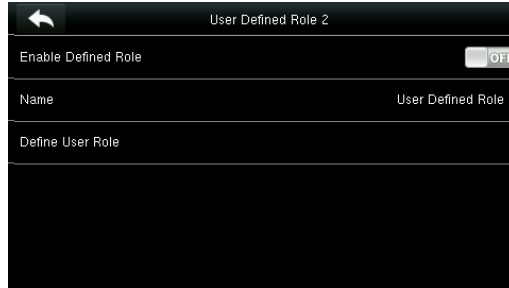 User Defined Role 2
Enable Defined Role OFF
Name User Defined Role
Define User Role